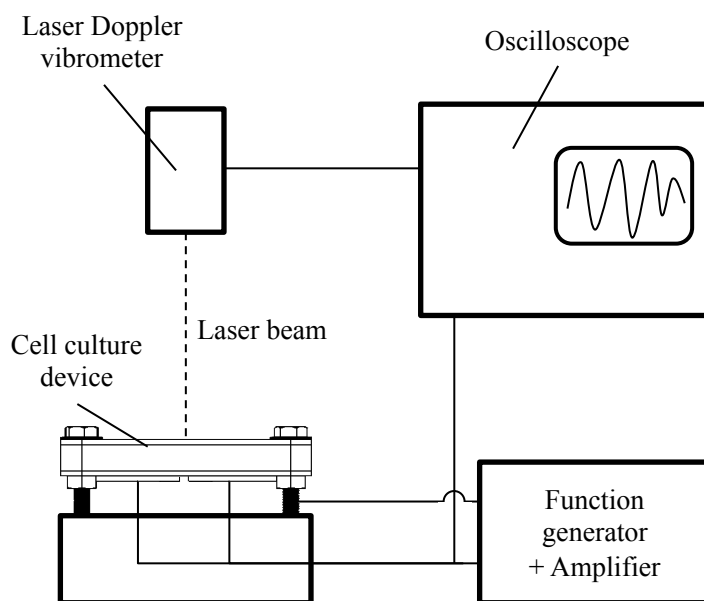 Laser Doppler
vibrometer
Oscilloscope
Laser beam
Cell culture
device
Function
generator
+ Amplifier